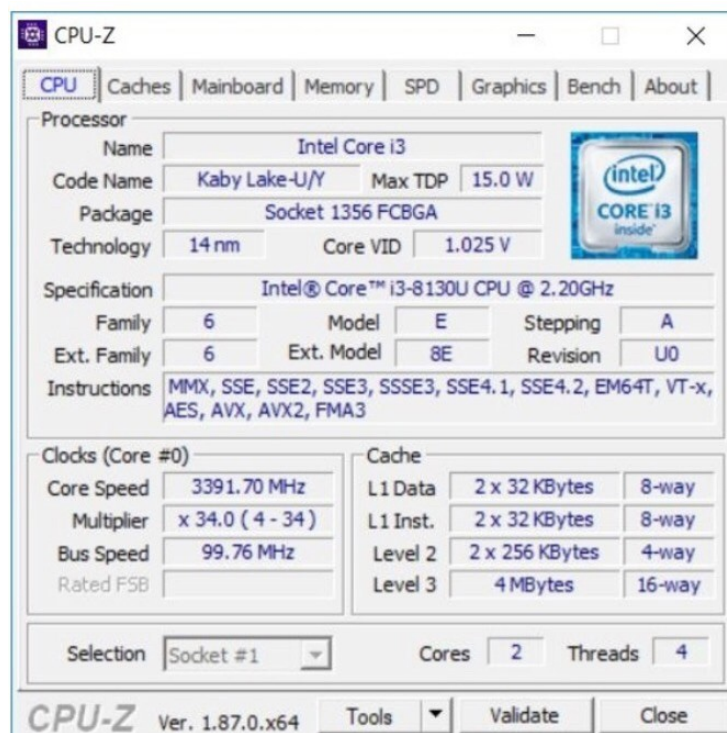 CPU-Z
CPU Caches Mainboard Memory SPD Graphics Bench About
Processor
Name Intel Core i3
Code Name Kaby Lake-U/Y Max TDP 15.0 W
Package Socket 1356 FCBGA
Technology 14 nm Core VID 1.025 V
intel
CORE i3
inside™
Specification Intel® Core™ i3-8130U CPU @ 2.20GHz
Family 6 Model E Stepping A
Ext. Family 6 Ext. Model 8E Revision U0
Instructions MMX, SSE, SSE2, SSE3, SSSE3, SSE4.1, SSE4.2, EM64T, VT-x,
AES, AVX, AVX2, FMA3
Clocks (Core #0)
Core Speed 3391.70 MHz
Multiplier x 34.0 ( 4 - 34 )
Bus Speed 99.76 MHz
Rated FSB
Cache
L1 Data 2 x 32 KBytes 8-way
L1 Inst. 2 x 32 KBytes 8-way
Level 2 2 x 256 KBytes 4-way
Level 3 4 MBytes 16-way
Selection Socket #1 Cores 2 Threads 4
CPU-Z Ver. 1.87.0.x64 Tools Validate Close